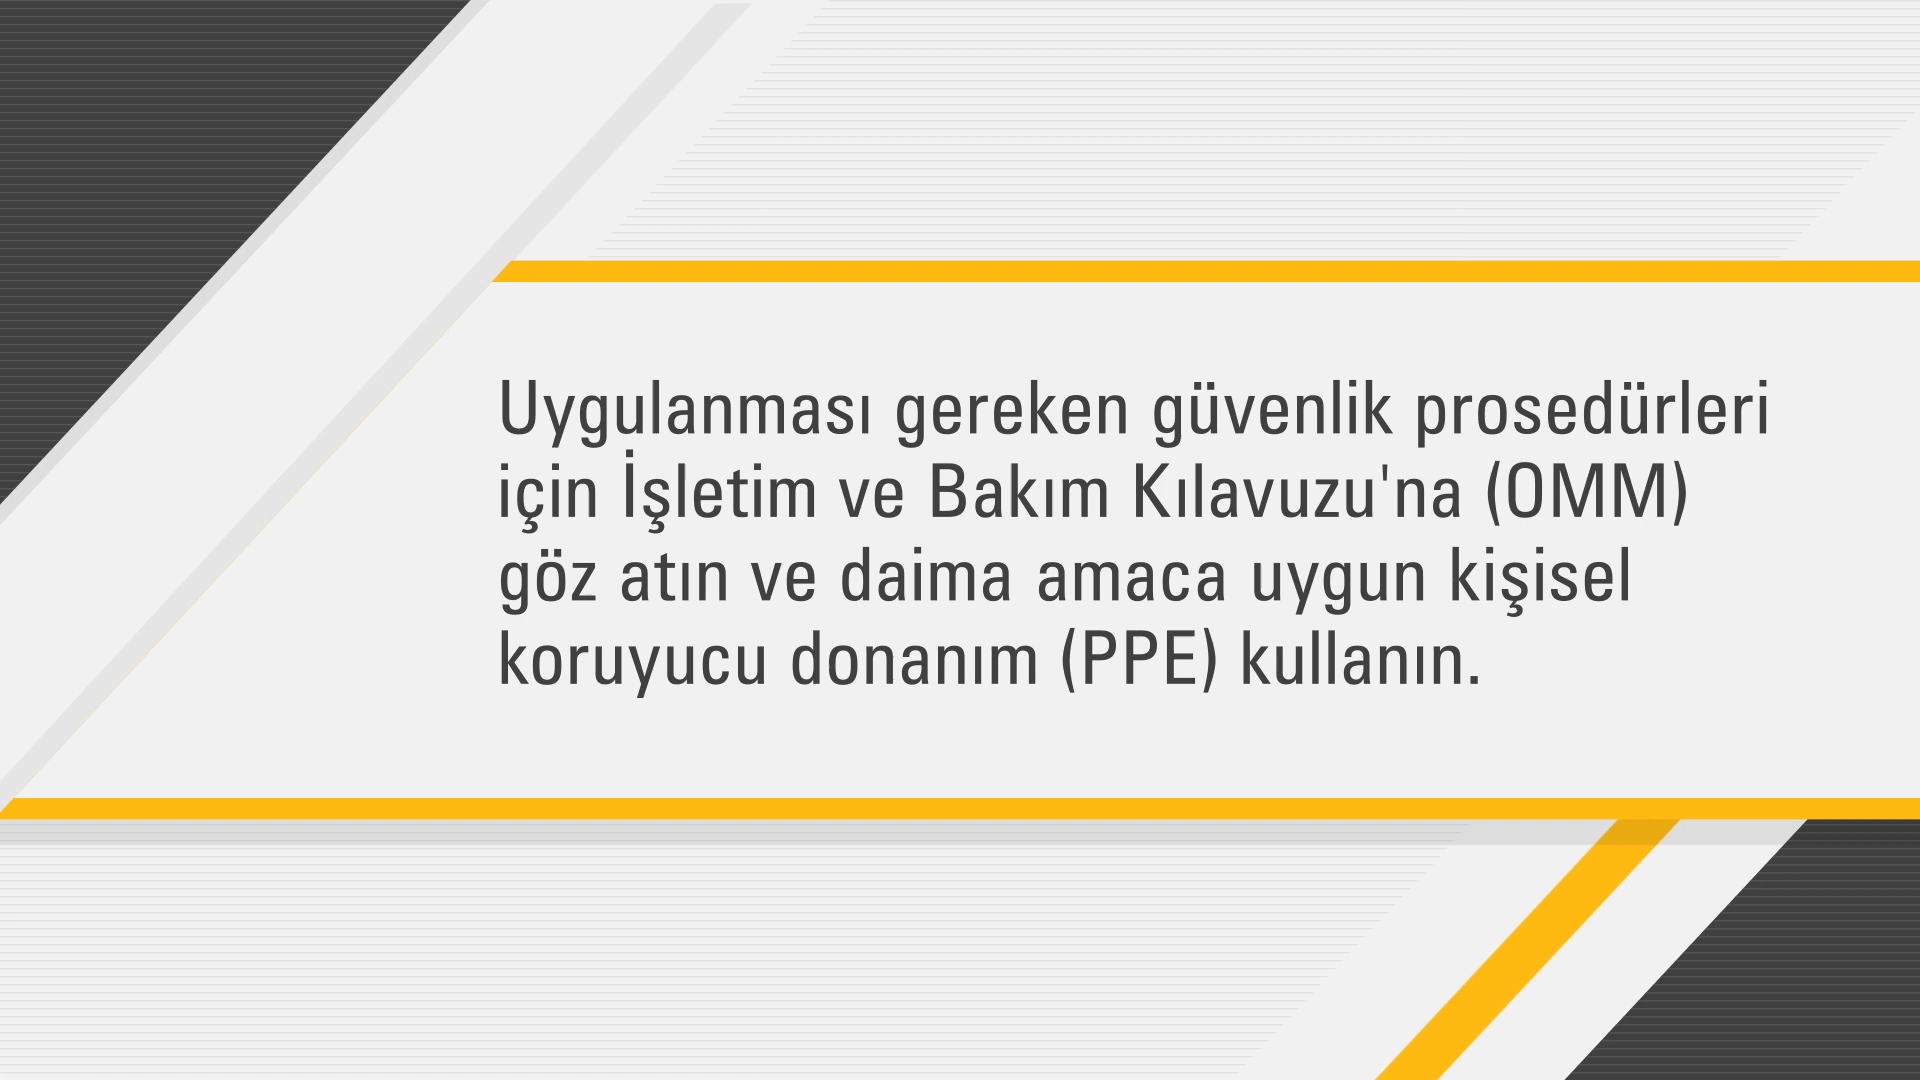 Uygulanması gereken güvenlik prosedürleri
için İşletim ve Bakım Kılavuzu'na (OMM)
göz atın ve daima amaca uygun kişisel
koruyucu donanım (PPE) kullanın.